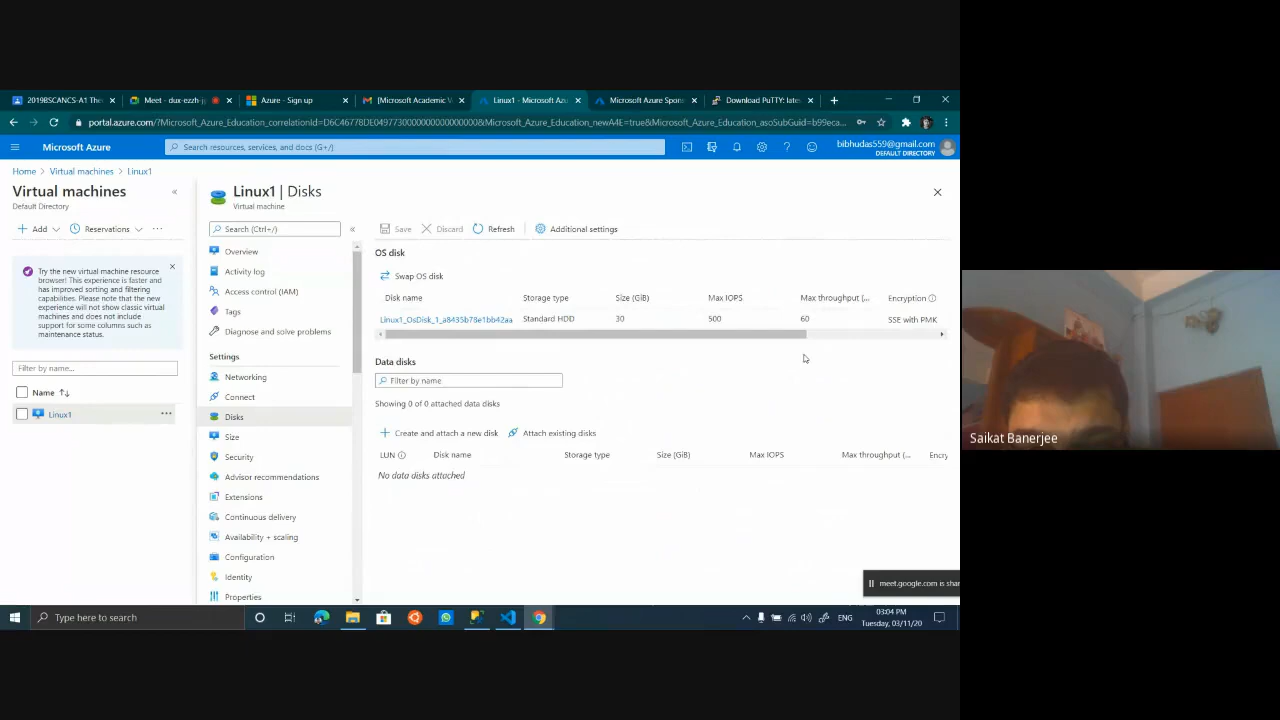 2019BSCANCS-A1 The
Meet - dux-ezzh-j
Azure - Sign up
[Microsoft Academic V
Linux1 - Microsoft Azu
Microsoft Azure Spon
Download PuTTY: lates
portal.azure.com/?Microsoft_Azure_Education_correlationId=D6C46778DE0497730000000000000000&Microsoft_Azure_Education_newA4E=true&Microsoft_Azure_Education_asoSubGuid=b99eca...
Microsoft Azure
Search resources, services, and docs (G+/)
bibhudas559@gmail.com
DEFAULT DIRECTORY
Home > Virtual machines > Linux1
Virtual machines
Default Directory
Add
Reservations
Try the new virtual machine resource
browser! This experience is faster and
has improved sorting and filtering
capabilities. Please note that the new
experience will not show classic virtual
machines and does not include
support for some columns such as
maintenance status.
Filter by name...
Name
Linux1
Linux1 | Disks
Virtual machine
Search (Ctrl+/)
Overview
Activity log
Access control (IAM)
Tags
Diagnose and solve problems
Settings
Networking
Connect
Disks
Size
Security
Advisor recommendations
Extensions
Continuous delivery
Availability + scaling
Configuration
Identity
Properties
Save
Discard
Refresh
Additional settings
OS disk
Swap OS disk
Disk name Storage type Size (GiB) Max IOPS Max throughput (... Encryption
Linux1_OsDisk_1_a8435b78e1bb42aa Standard HDD 30 500 60 SSE with PMK
Data disks
Filter by name
Showing 0 of 0 attached data disks
Create and attach a new disk
Attach existing disks
LUN Disk name Storage type Size (GiB) Max IOPS Max throughput (... Encry
No data disks attached
meet.google.com is shar
Type here to search
ENG
03:04 PM
Tuesday, 03/11/20
Saikat Banerjee